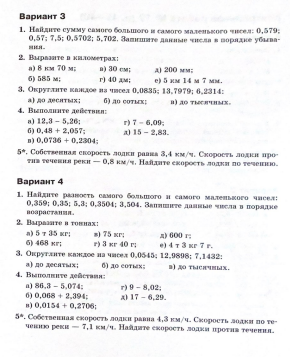 Вариант 3
1. Найдите сумму самого большого и самого маленького чисел: 0,579;
0,57; 7,5; 0,5702; 5,702. Запишите данные числа в порядке убыва-
ния.
2. Выразите в километрах:
а) 8 км 70 м; в) 30 см; д) 200 мм;
б) 585 м; г) 40 дм; е) 5 км 14 м 7 мм.
3. Округлите каждое из чисел 0,0835; 13,7979; 6,2314:
а) до десятых; б) до сотых; в) до тысячных.
4. Выполните действия:
а) 12,3 – 5,26; г) 7 – 6,09;
б) 0,48 + 2,057; д) 15 – 2,83.
в) 0,0736 + 0,2304;
5*. Собственная скорость лодки равна 3,4 км/ч. Скорость лодки про-
тив течения реки — 0,8 км/ч. Найдите скорость лодки по течению.
Вариант 4
1. Найдите разность самого большого и самого маленького чисел:
0,359; 0,35; 5,3; 0,3504; 3,504. Запишите данные числа в порядке
возрастания.
2. Выразите в тоннах:
а) 5 т 35 кг; в) 75 кг; д) 600 г;
б) 468 кг; г) 3 кг 40 г; е) 4 т 3 кг 7 г.
3. Округлите каждое из чисел 0,0545; 12,9898; 7,1432:
а) до десятых; б) до сотых; в) до тысячных.
4. Выполните действия:
а) 86,3 – 5,074; г) 9 – 8,02;
б) 0,068 + 2,394; д) 17 – 6,29.
в) 0,0154 + 0,2706;
5*. Собственная скорость лодки равна 4,3 км/ч. Скорость лодки по те-
чению реки — 7,1 км/ч. Найдите скорость лодки против течения.